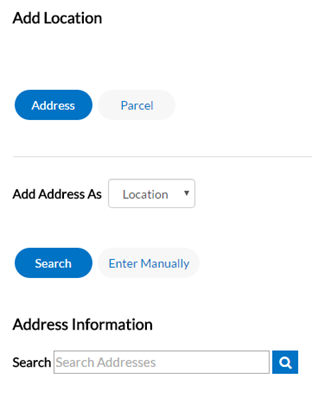 Add Location
Address Parcel
Add Address As Location
Search Enter Manually
Address Information
Search Search Addresses